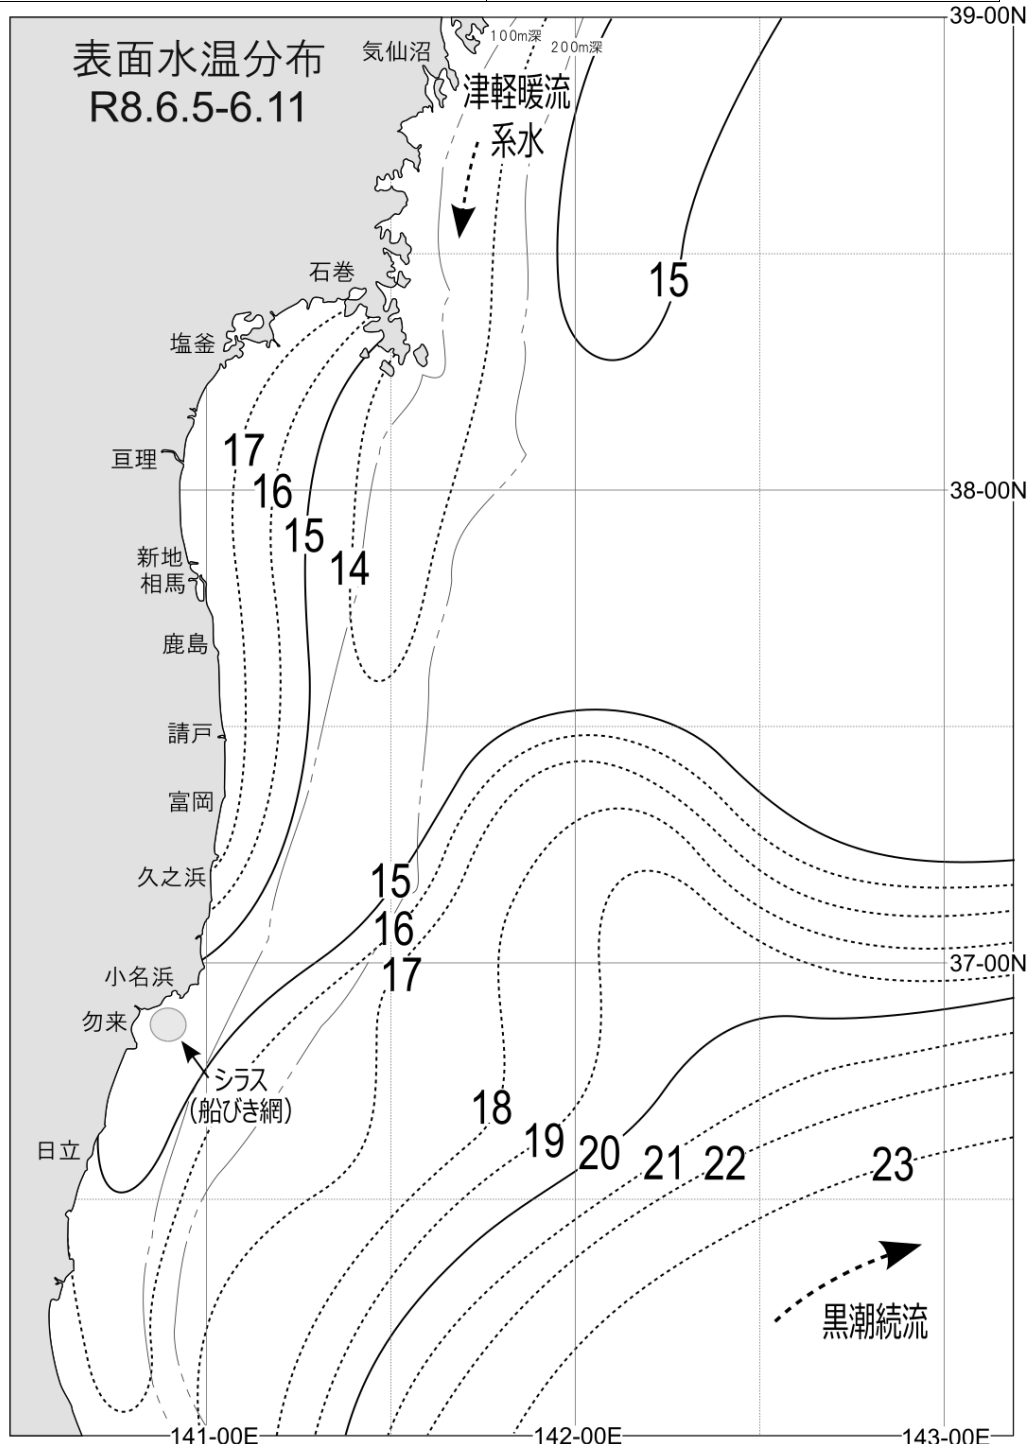 39-00N
表面水温分布
R8.6.5-6.11
気仙沼
100m深
200m深
津軽暖流
系水
石巻
15
塩釜
亘理
17
16
15
14
38-00N
新地
相馬
鹿島
請戸
富岡
久之浜
15
16
17
37-00N
小名浜
勿来
シラス
(船びき網)
日立
18
19
20
21
22
23
黒潮続流
141-00E
142-00E
143-00E